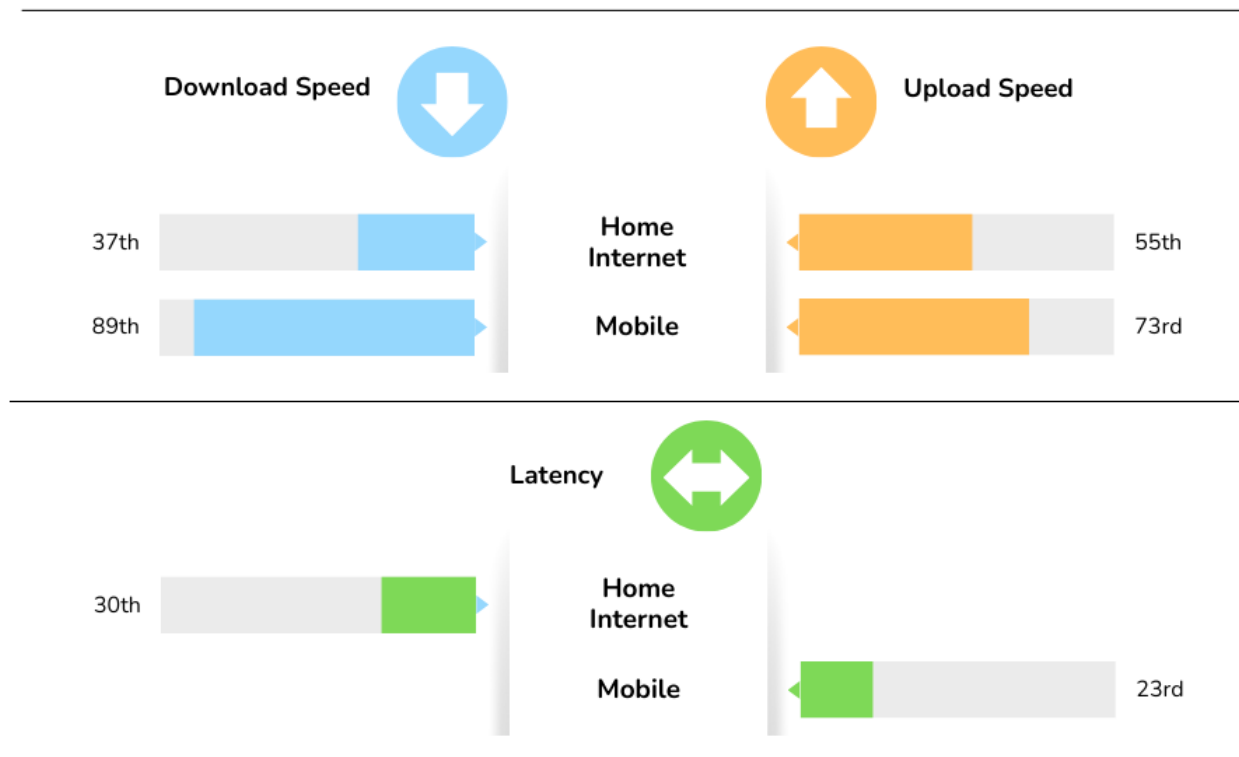 Download Speed
Upload Speed
37th
Home
Internet
55th
89th
Mobile
73rd
Latency
30th
Home
Internet
Mobile
23rd